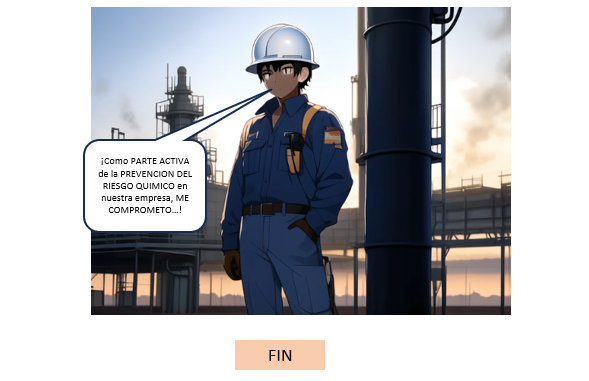 ¡Como PARTE ACTIVA
de la PREVENCION DEL
RIESGO QUIMICO en
nuestra empresa, ME
COMPROMETO…!
FIN